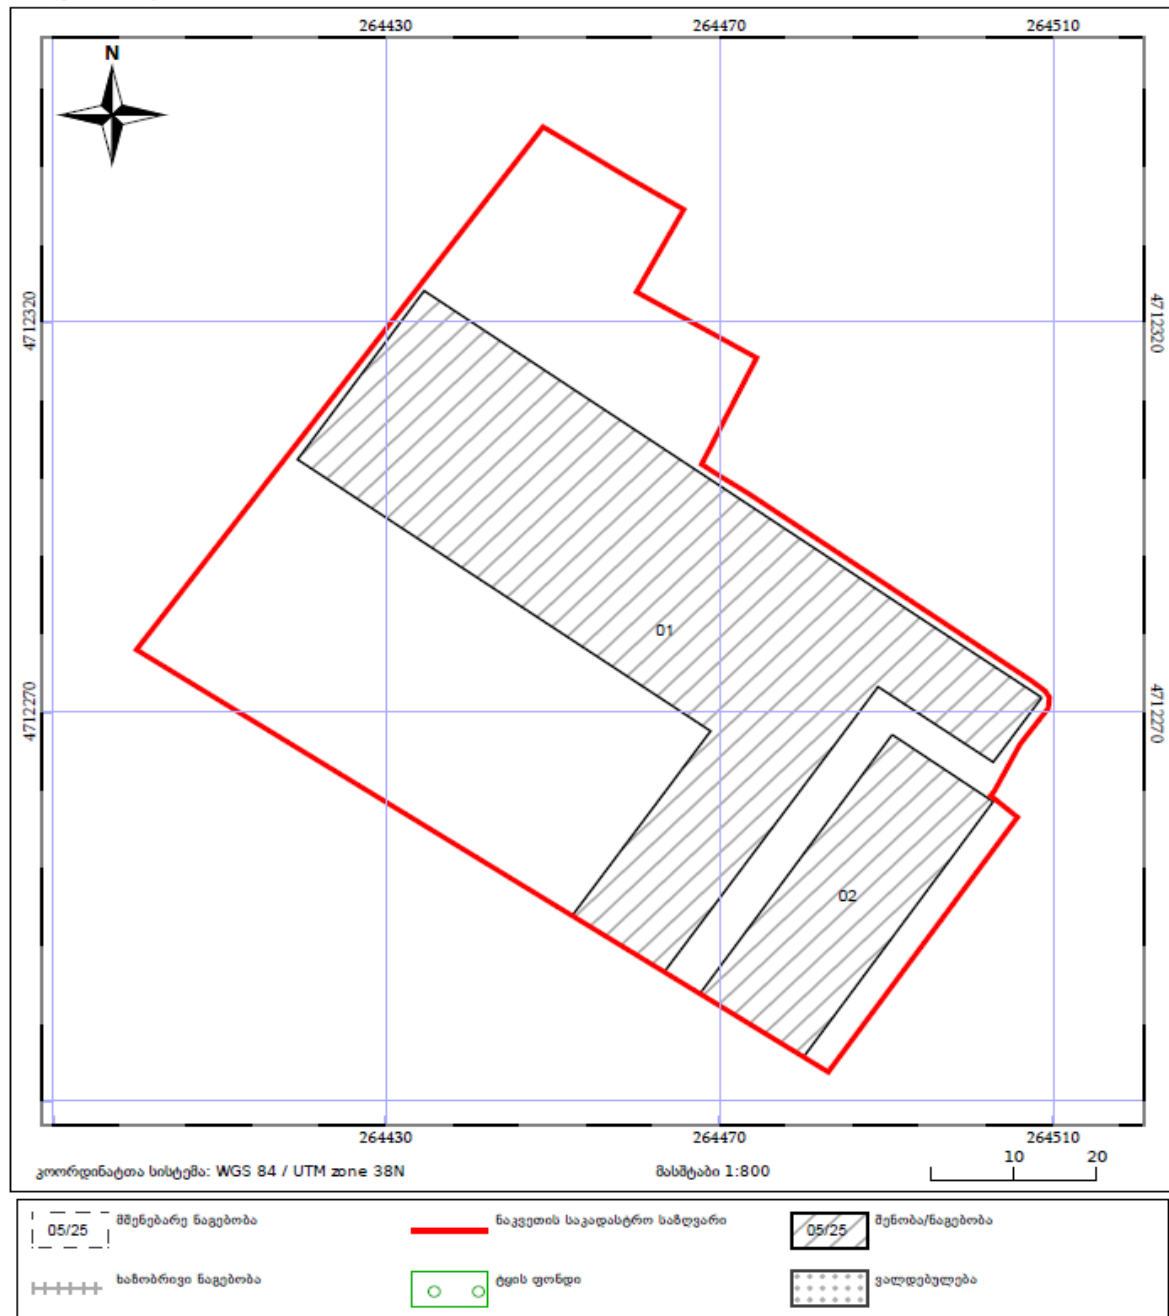 264430 264470 264510
N
4712320 4712320
01
4712270 4712270
02
264430 264470 264510
კოორდინატთა სისტემა: WGS 84 / UTM zone 38N მასშტაბი 1:800 10 20
05/25 მშენებარე ნაგებობა ნაკვეთის საკადასტრო საზღვარი 05/25 შენობა/ნაგებობა
ხაზობრივი ნაგებობა ტყის ფონდი ვალდებულება